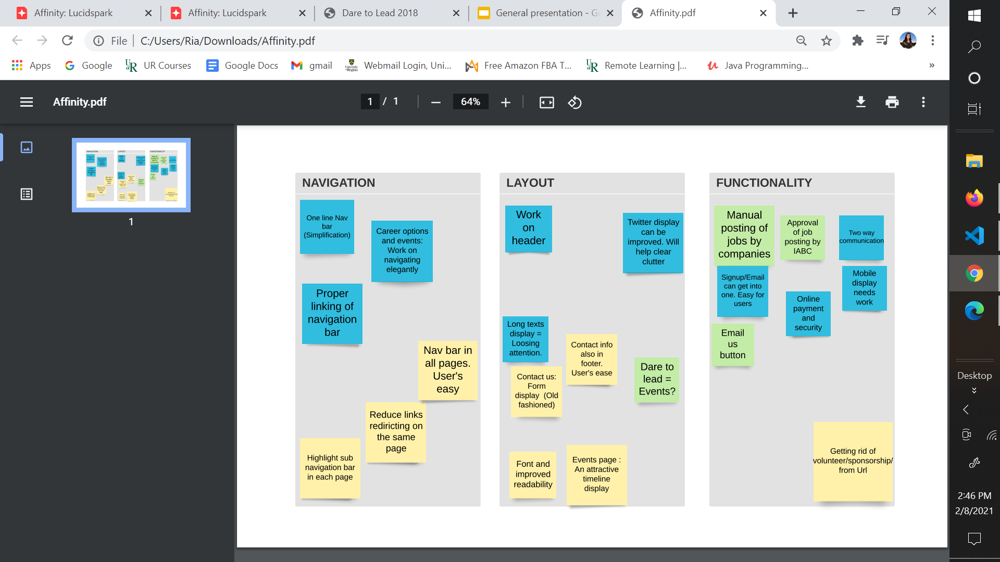 Affinity: Lucidspark
Affinity: Lucidspark
Dare to Lead 2018
General presentation - Go
Affinity.pdf
File
C:/Users/Ria/Downloads/Affinity.pdf
Apps
Google
UR Courses
Google Docs
gmail
Webmail Login, Uni...
Free Amazon FBA T...
Remote Learning |...
Java Programming...
»
Affinity.pdf
1 / 1
64%
1
NAVIGATION
One line Nav
bar
(Simplification)
Career options
and events:
Work on
navigating
elegantly
Proper
linking of
navigation
bar
Nav bar in
all pages.
User's
easy
Reduce links
rediricting on
the same
page
Highlight sub
navigation bar
in each page
LAYOUT
Work
on
header
Twitter display
can be
improved. Will
help clear
clutter
Long texts
display =
Loosing
attention.
Contact info
also in
footer.
User's ease
Contact us:
Form
display (Old
fashioned)
Dare to
lead =
Events?
Font and
improved
readability
Events page :
An attractive
timeline
display
FUNCTIONALITY
Manual
posting of
jobs by
companies
Approval
of job
posting by
IABC
Two way
communication
Signup/Email
can get into
one. Easy for
users
Online
payment
and
security
Mobile
display
needs
work
Email
us
button
Getting rid of
volunteer/sponsorship/
from Url
Desktop
2:46 PM
2/8/2021